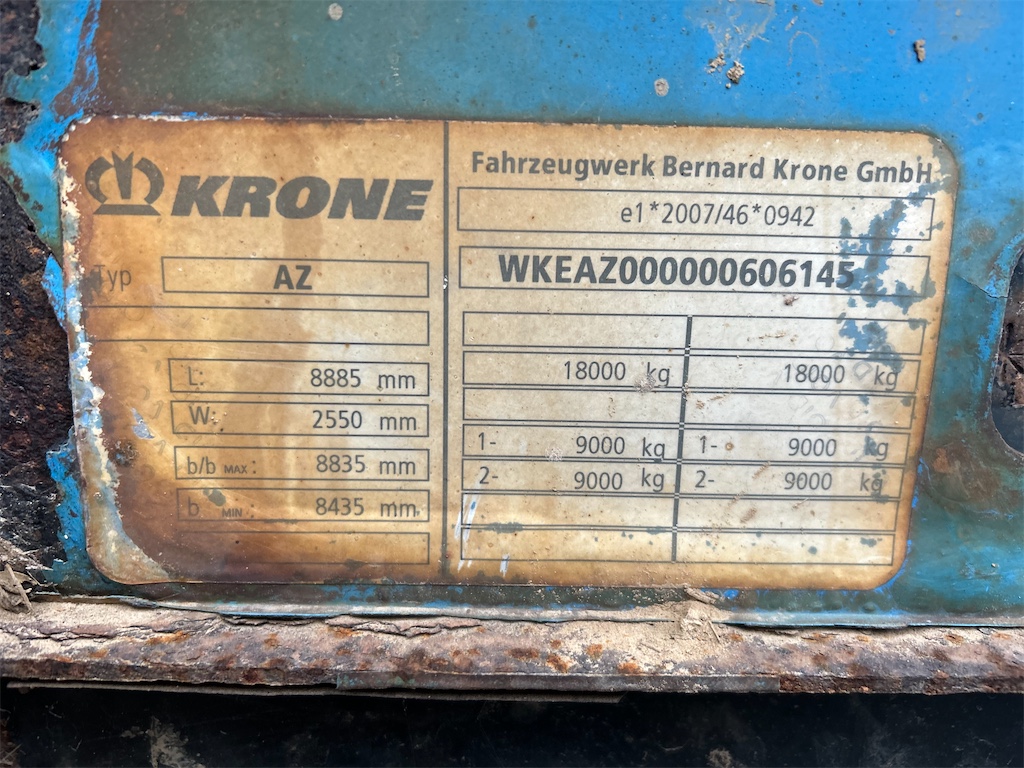 KRONE
Typ AZ
L: 8885 mm
W: 2550 mm
b/b MAX: 8835 mm
b MIN: 8435 mm
Fahrzeugwerk Bernard Krone GmbH
e1*2007/46*0942
WKEAZ000000606145
18000 kg 18000 kg
1- 9000 kg 1- 9000 kg
2- 9000 kg 2- 9000 kg